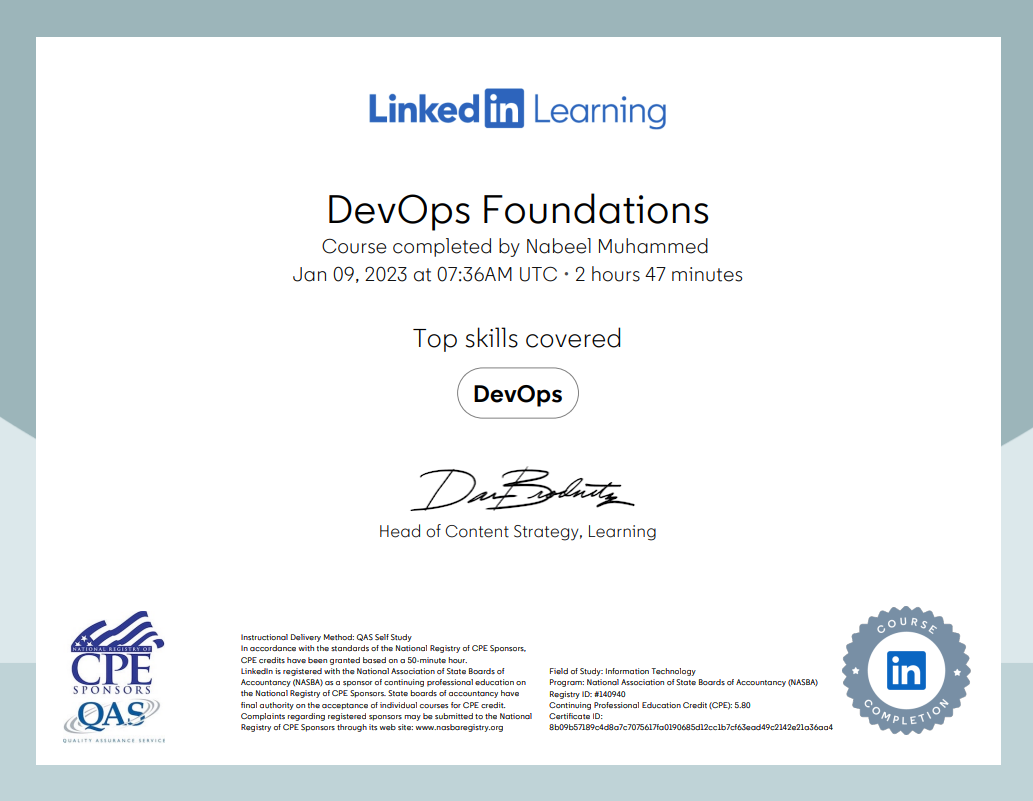 Linked in Learning
DevOps Foundations
Course completed by Nabeel Muhammed
Jan 09, 2023 at 07:36AM UTC • 2 hours 47 minutes
Top skills covered
DevOps
Dan Brodnitz
Head of Content Strategy, Learning
NATIONAL REGISTRY OF
CPE
SPONSORS
QAS
QUALITY ASSURANCE SERVICE
Instructional Delivery Method: QAS Self Study
In accordance with the standards of the National Registry of CPE Sponsors,
CPE credits have been granted based on a 50-minute hour.
LinkedIn is registered with the National Association of State Boards of
Accountancy (NASBA) as a sponsor of continuing professional education on
the National Registry of CPE Sponsors. State boards of accountancy have
final authority on the acceptance of individual courses for CPE credit.
Complaints regarding registered sponsors may be submitted to the National
Registry of CPE Sponsors through its web site: www.nasbaregistry.org
Field of Study: Information Technology
Program: National Association of State Boards of Accountancy (NASBA)
Registry ID: #140940
Continuing Professional Education Credit (CPE): 5.80
Certificate ID:
8b09b57189c4d8a7c7075617fa0190685d12cc1b7cf63ead49c2142e21a36aa4
COURSE
in
COMPLETION